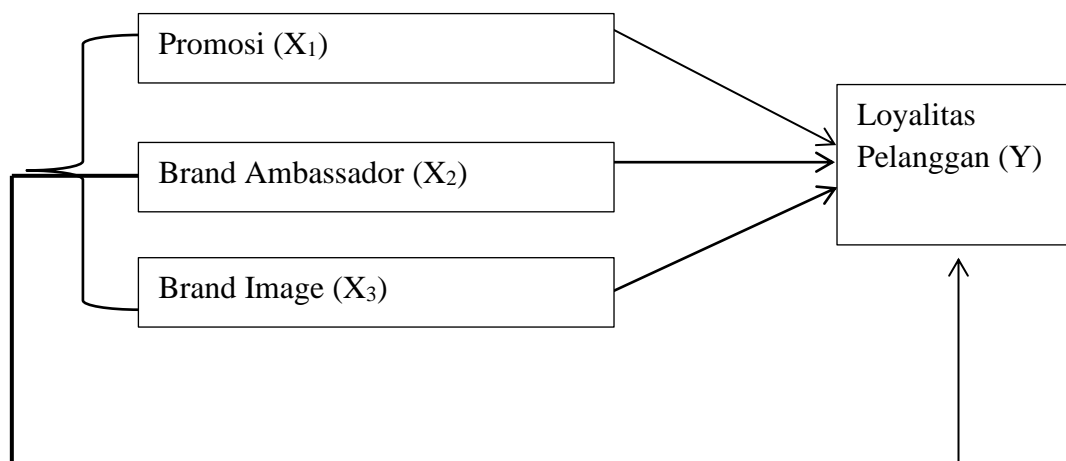 Promosi (X₁)
Brand Ambassador (X₂)
Brand Image (X₃)
Loyalitas
Pelanggan (Y)